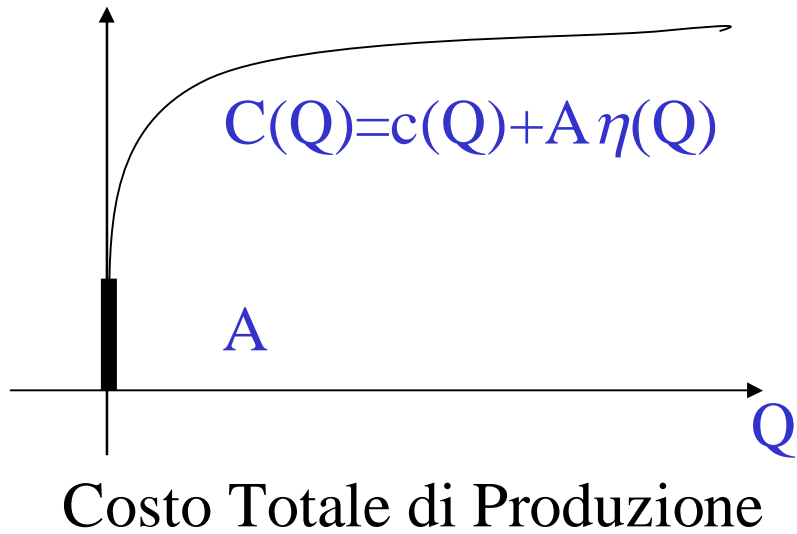 C(Q)=c(Q)+Aη(Q)
A
Q
Costo Totale di Produzione